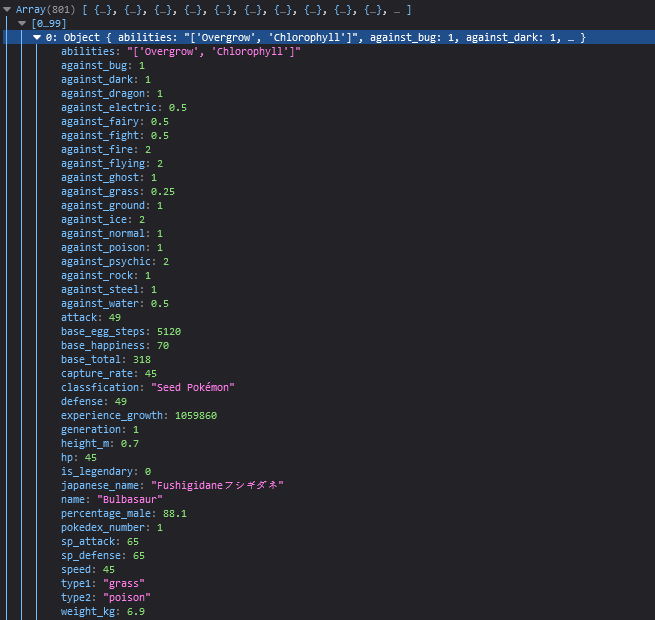 Array(801) [ {…}, {…}, {…}, {…}, {…}, {…}, {…}, {…}, {…}, {…}, … ]
[0…99]
0: Object { abilities: "['Overgrow', 'Chlorophyll']", against_bug: 1, against_dark: 1, … }
abilities: "['Overgrow', 'Chlorophyll']"
against_bug: 1
against_dark: 1
against_dragon: 1
against_electric: 0.5
against_fairy: 0.5
against_fight: 0.5
against_fire: 2
against_flying: 2
against_ghost: 1
against_grass: 0.25
against_ground: 1
against_ice: 2
against_normal: 1
against_poison: 1
against_psychic: 2
against_rock: 1
against_steel: 1
against_water: 0.5
attack: 49
base_egg_steps: 5120
base_happiness: 70
base_total: 318
capture_rate: 45
classfication: "Seed Pokémon"
defense: 49
experience_growth: 1059860
generation: 1
height_m: 0.7
hp: 45
is_legendary: 0
japanese_name: "Fushigidaneフシギダネ"
name: "Bulbasaur"
percentage_male: 88.1
pokedex_number: 1
sp_attack: 65
sp_defense: 65
speed: 45
type1: "grass"
type2: "poison"
weight_kg: 6.9